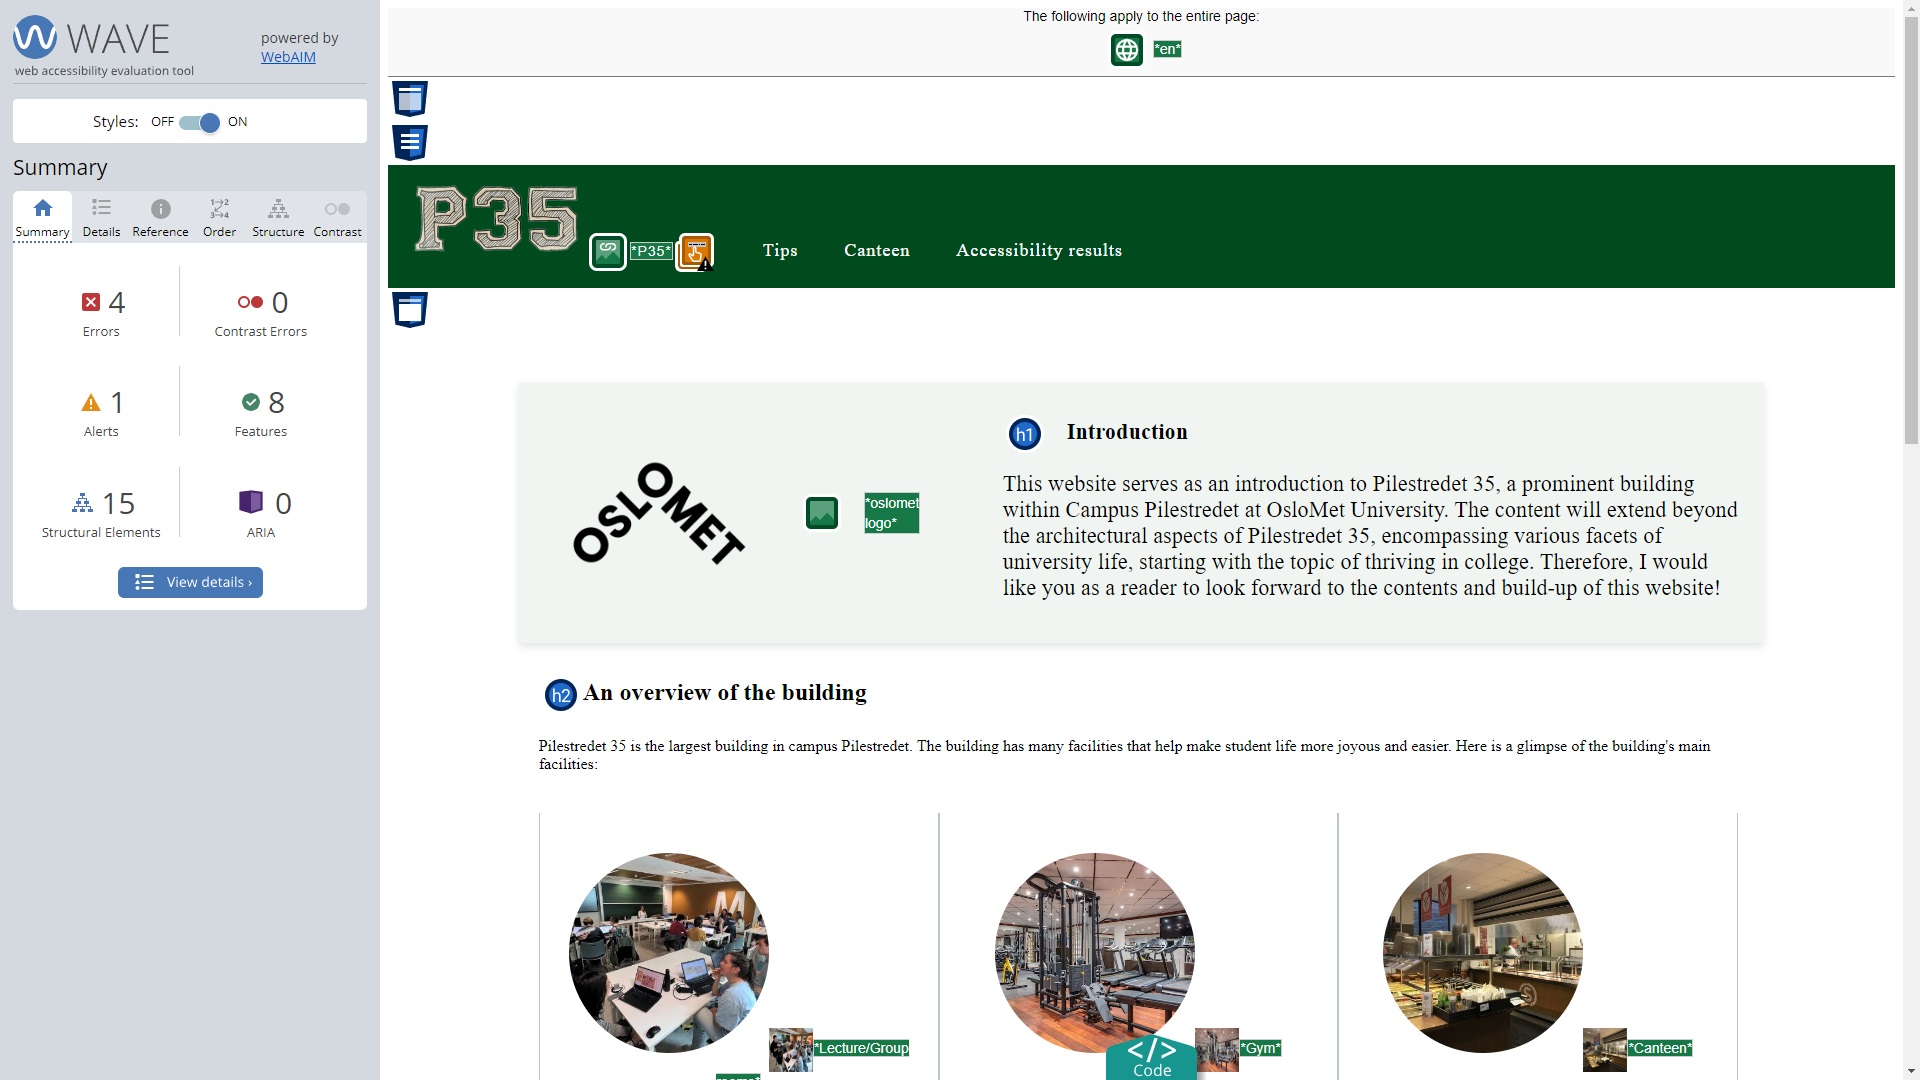 WAVE
web accessibility evaluation tool
powered by
WebAIM
Styles: OFF ON
Summary
Summary Details Reference Order Structure Contrast
1→2
3→4
4
Errors
0
Contrast Errors
1
Alerts
8
Features
15
Structural Elements
0
ARIA
View details ›
The following apply to the entire page:
*en*
P35
*P35*
Tips Canteen Accessibility results
OSLOMET
*oslomet
logo*
h1 Introduction
This website serves as an introduction to Pilestredet 35, a prominent building
within Campus Pilestredet at OsloMet University. The content will extend beyond
the architectural aspects of Pilestredet 35, encompassing various facets of
university life, starting with the topic of thriving in college. Therefore, I would
like you as a reader to look forward to the contents and build-up of this website!
h2 An overview of the building
Pilestredet 35 is the largest building in campus Pilestredet. The building has many facilities that help make student life more joyous and easier. Here is a glimpse of the building's main
facilities:
*Lecture/Group
*Gym*
*Canteen*
</> Code